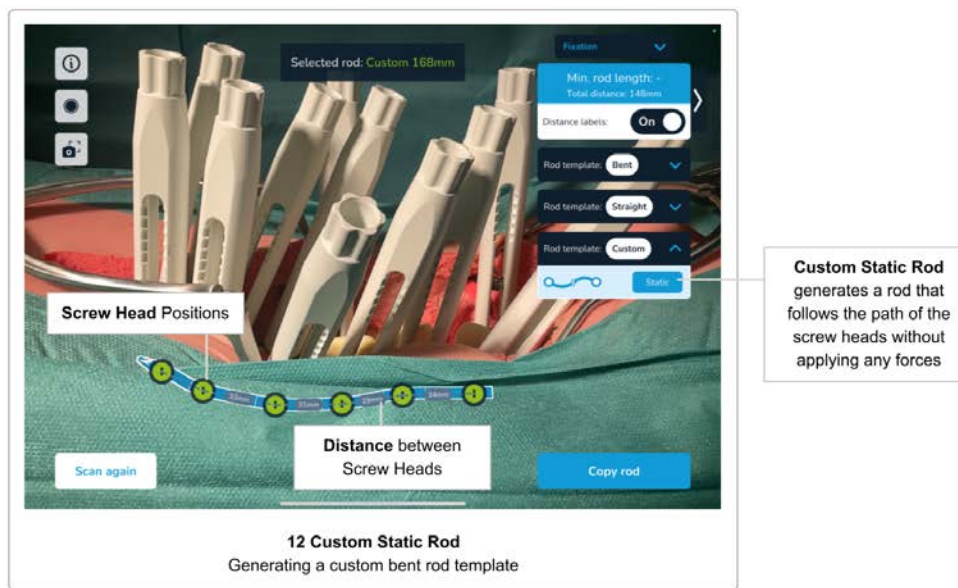 Selected rod: Custom 168mm
Fixation
Min. rod length: -
Total distance: 148mm
Distance labels: On
Rod template: Bent
Rod template: Straight
Rod template: Custom
Static
Custom Static Rod
generates a rod that
follows the path of the
screw heads without
applying any forces
Screw Head Positions
33mm
Distance between
Screw Heads
Scan again
Copy rod
12 Custom Static Rod
Generating a custom bent rod template